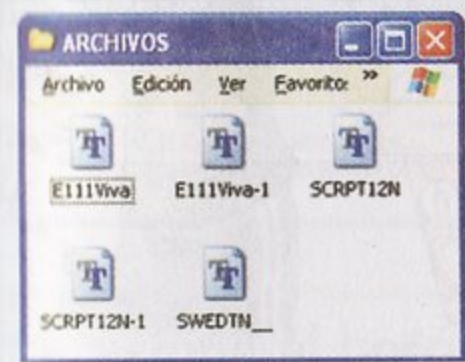 ARCHIVOS
Archivo Edición Ver Favorito: »
E111Viva E111Viva-1 SCRPT12N
SCRPT12N-1 SWEDTN__